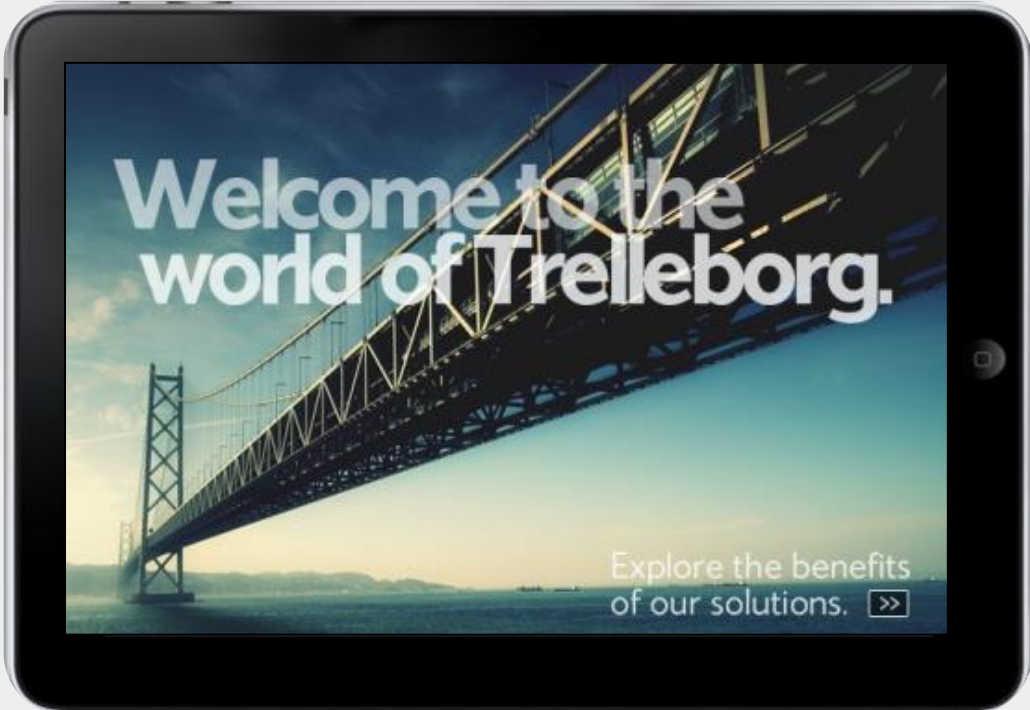 Welcome to the
world of Trelleborg.
Explore the benefits
of our solutions. >>